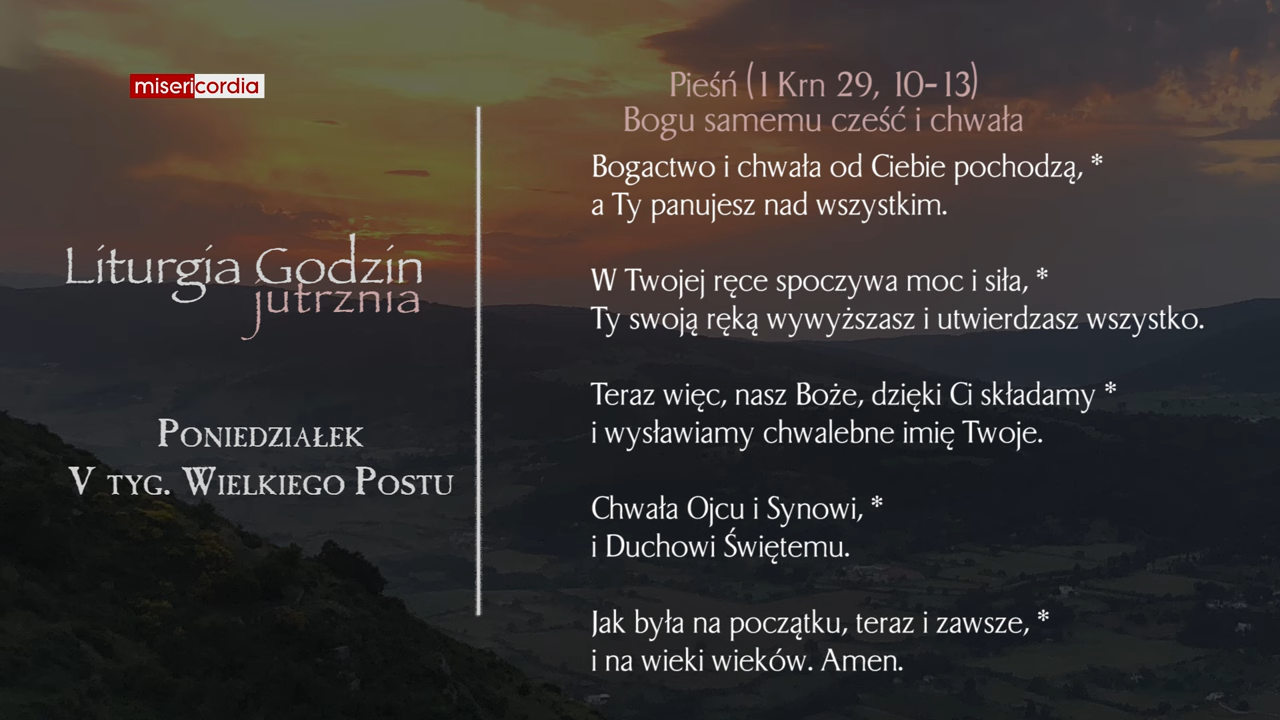 misericordia
Liturgia Godzin
jutrznia
Poniedziałek
V tyg. Wielkiego Postu
Pieśń (1 Krn 29, 10-13)
Bogu samemu cześć i chwała
Bogactwo i chwała od Ciebie pochodzą, *
a Ty panujesz nad wszystkim.
W Twojej ręce spoczywa moc i siła, *
Ty swoją ręką wywyższasz i utwierdzasz wszystko.
Teraz więc, nasz Boże, dzięki Ci składamy *
i wysławiamy chwalebne imię Twoje.
Chwała Ojcu i Synowi, *
i Duchowi Świętemu.
Jak była na początku, teraz i zawsze, *
i na wieki wieków. Amen.